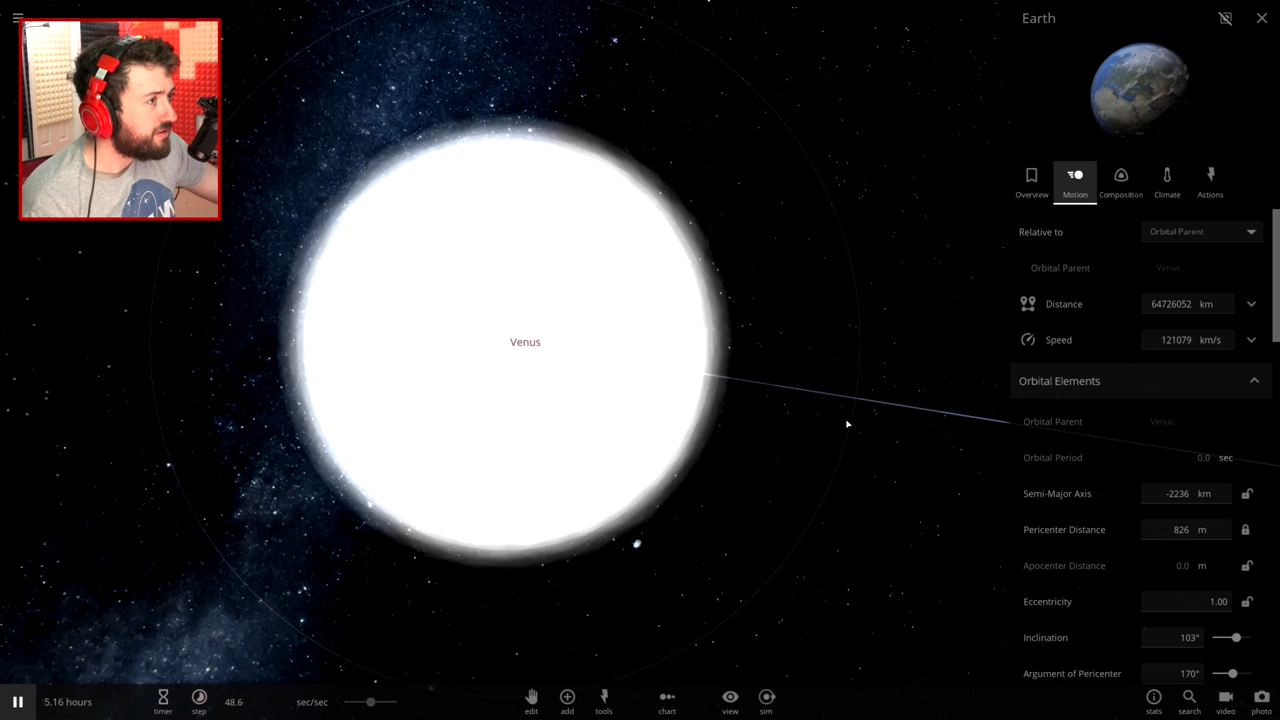 Earth
Overview
Motion
Composition
Climate
Actions
Relative to
Orbital Parent
Orbital Parent
Venus
Distance
64726052 km
Speed
121079 km/s
Venus
Orbital Elements
Orbital Parent
Venus
Orbital Period
0.0 sec
Semi-Major Axis
-2236 km
Pericenter Distance
826 m
Apocenter Distance
0.0 m
Eccentricity
1.00
Inclination
103°
Argument of Pericenter
170°
5.16 hours
timer
step
48.6 sec/sec
edit
add
tools
chart
view
sim
stats
search
video
photo